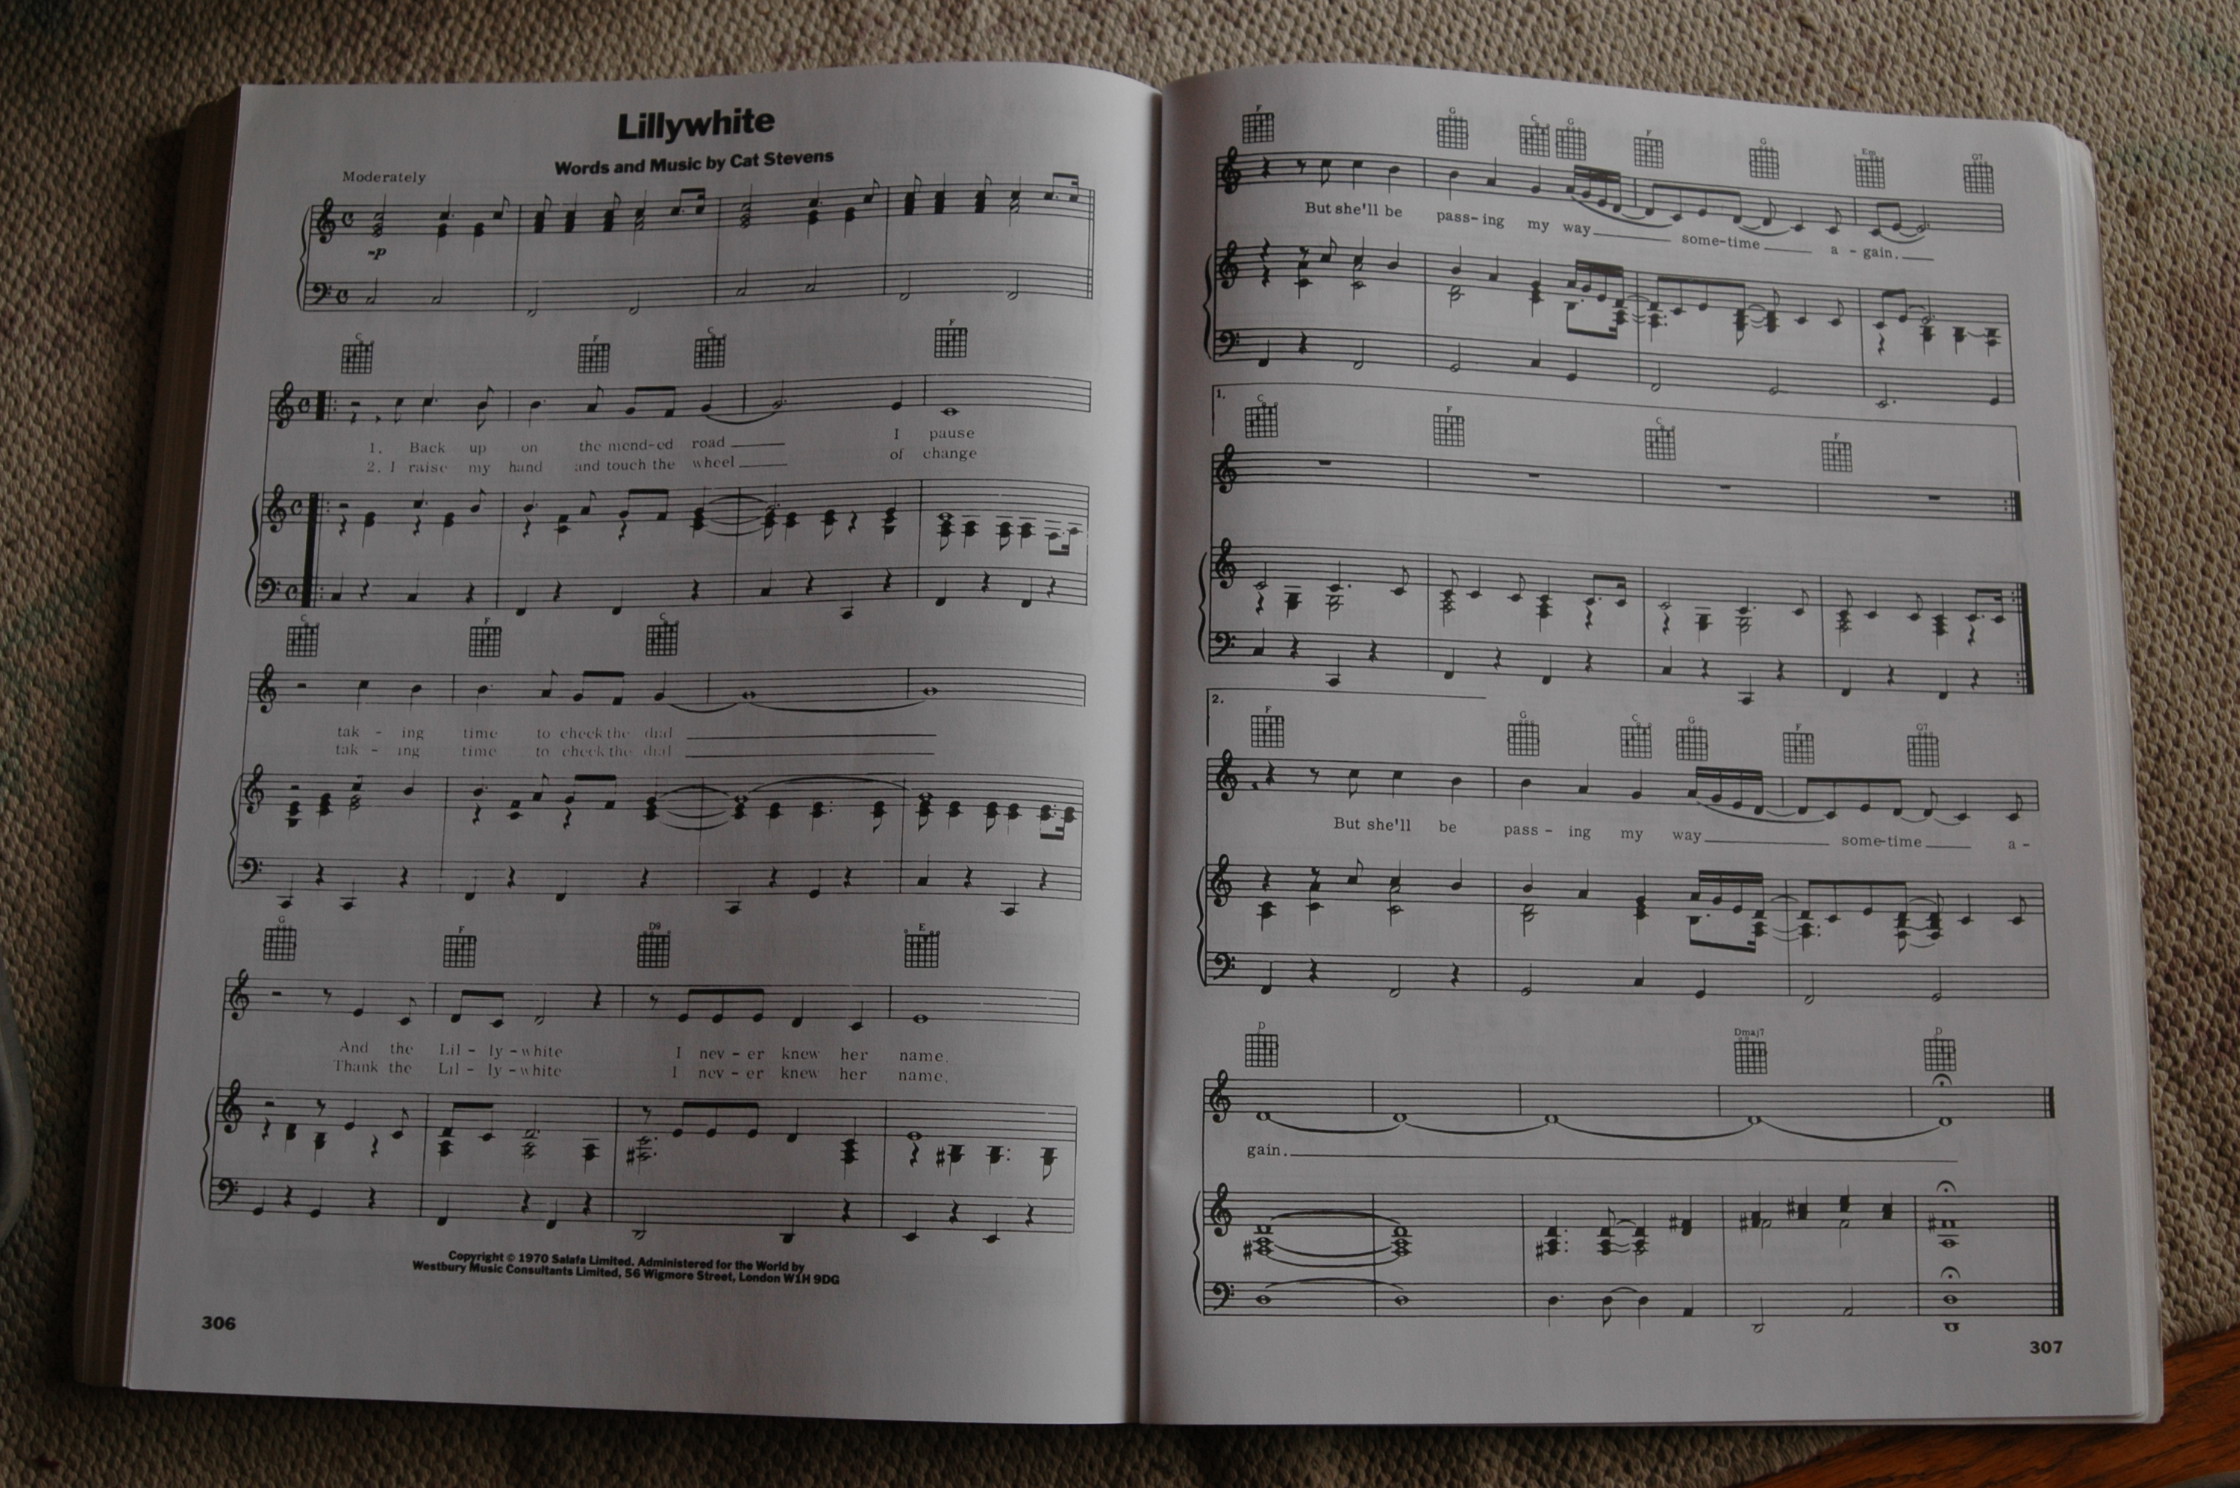 Lillywhite
Words and Music by Cat Stevens
Moderately
p
C F C F
1. Back up on the mend-ed road I pause
2. I raise my hand and touch the wheel of change
C F C
tak - ing time to check the dial
tak - ing time to check the dial
G F D9 E
And the Lil - ly-white I nev - er knew her name.
Thank the Lil - ly-white I nev - er knew her name.
Copyright © 1970 Salafa Limited. Administered for the World by
Westbury Music Consultants Limited, 56 Wigmore Street, London W1H 9DG
306
F G C G F G Em G7
But she'll be pass-ing my way some-time a - gain.
1.
C F C F
2.
F G C G F G7
But she'll be pass - ing my way some-time a -
D Dmaj7 D
gain.
307